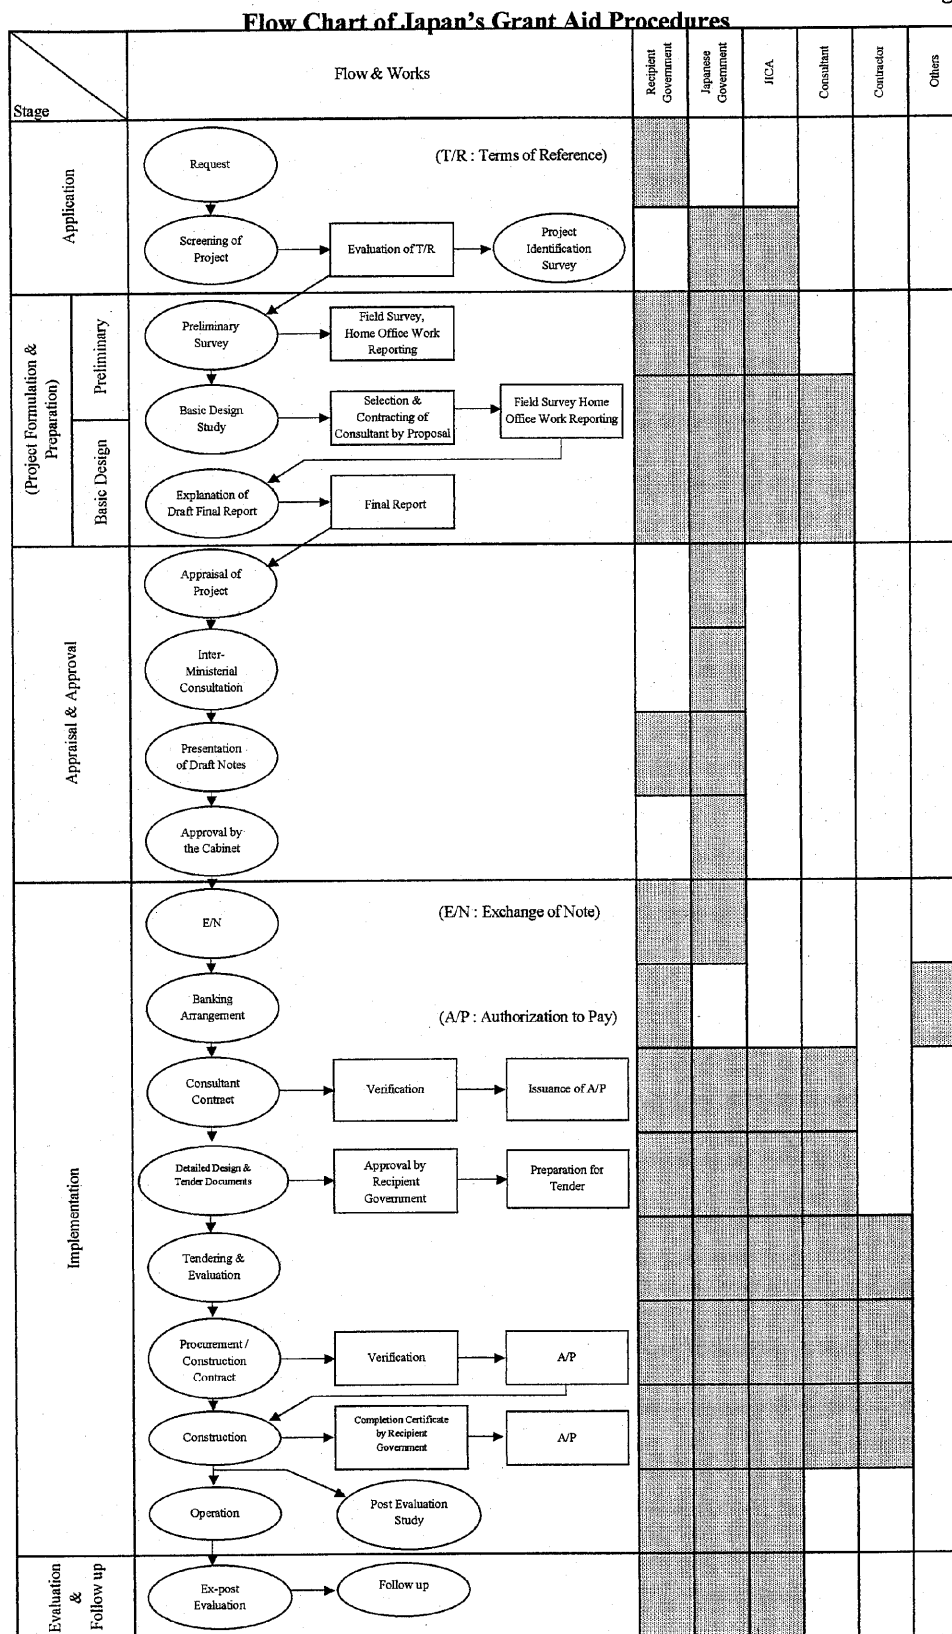 Flow Chart of Japan's Grant Aid Procedures
Stage
Flow & Works
Recipient
Government
Japanese
Government
JICA
Consultant
Contractor
Others
Application
Request
(T/R : Terms of Reference)
Screening of
Project
Evaluation of T/R
Project
Identification
Survey
(Project Formulation &
Preparation)
Preliminary
Preliminary
Survey
Field Survey,
Home Office Work
Reporting
Basic Design
Study
Selection &
Contracting of
Consultant by Proposal
Field Survey Home
Office Work Reporting
Basic Design
Explanation of
Draft Final Report
Final Report
Appraisal & Approval
Appraisal of
Project
Inter-
Ministerial
Consultation
Presentation
of Draft Notes
Approval by
the Cabinet
Implementation
E/N
(E/N : Exchange of Note)
Banking
Arrangement
(A/P : Authorization to Pay)
Consultant
Contract
Verification
Issuance of A/P
Detailed Design &
Tender Documents
Approval by
Recipient
Government
Preparation for
Tender
Tendering &
Evaluation
Procurement /
Construction
Contract
Verification
A/P
Construction
Completion Certificate
by Recipient
Government
A/P
Operation
Post Evaluation
Study
Evaluation
&
Follow up
Ex-post
Evaluation
Follow up